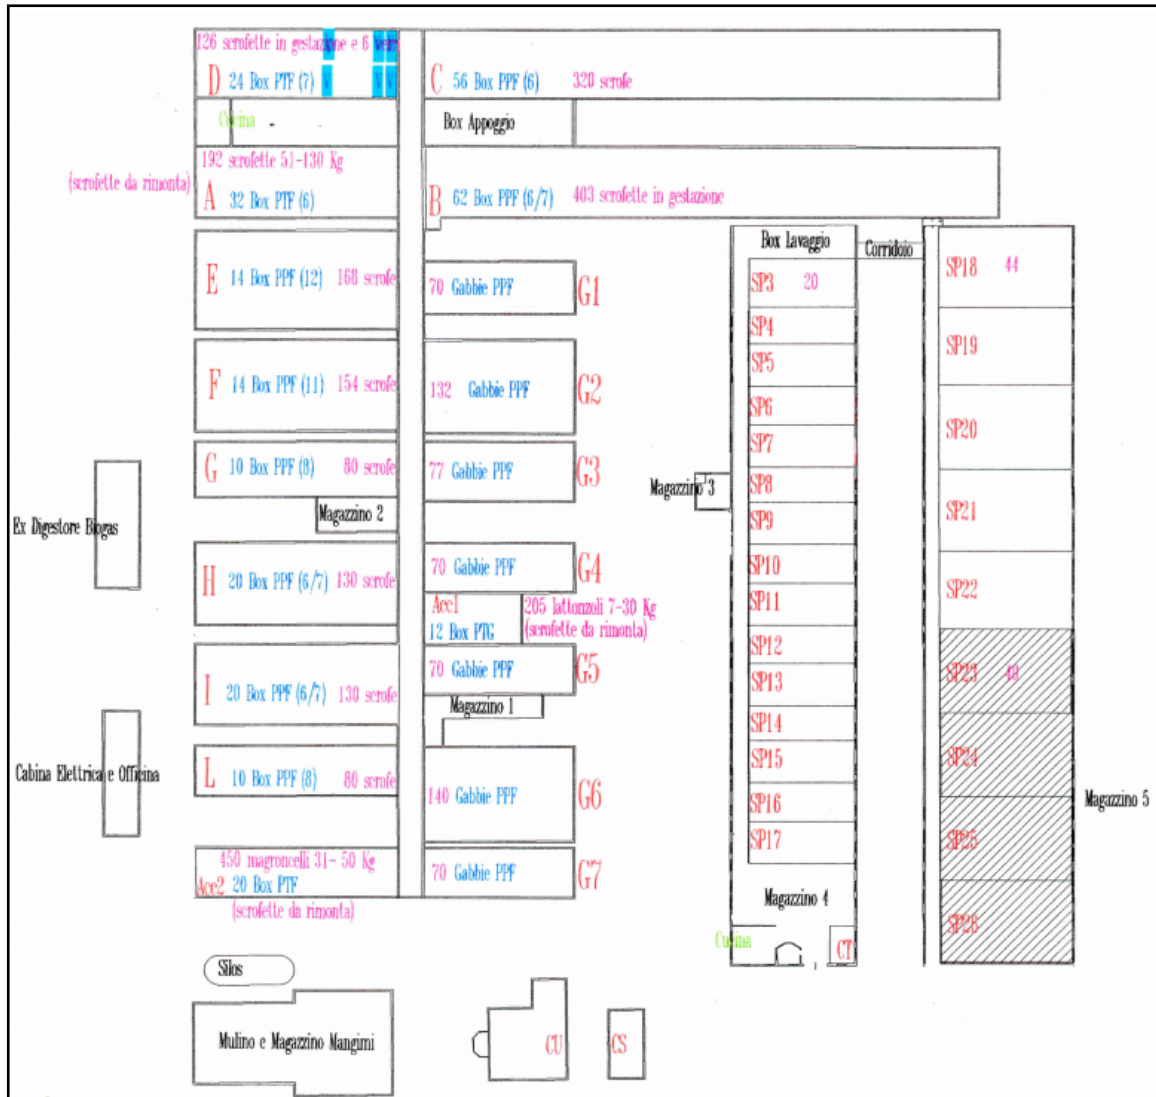 126 scrofette in gestazione e 6 verri
D 24 Box PTF (7) V V V
C 56 Box PPF (6) 320 scrofe
Cucina
Box Appoggio
192 scrofette 51-130 Kg
(scrofette da rimonta)
A 32 Box PTF (6)
B 62 Box PPF (6/7) 403 scrofette in gestazione
E 14 Box PPF (12) 168 scrofe
70 Gabbie PPF G1
F 14 Box PPF (11) 154 scrofe
132 Gabbie PPF G2
G 10 Box PPF (8) 80 scrofe
77 Gabbie PPF G3
Magazzino 2
Ex Digestore Biogas
H 20 Box PPF (6/7) 130 scrofe
70 Gabbie PPF G4
Acc1
12 Box PTG
205 lattonzoli 7-30 Kg
(scrofette da rimonta)
I 20 Box PPF (6/7) 130 scrofe
70 Gabbie PPF G5
Magazzino 1
Cabina Elettrica e Officina
L 10 Box PPF (8) 80 scrofe
140 Gabbie PPF G6
450 magroncelli 31- 50 Kg
Acc2 20 Box PTF
(scrofette da rimonta)
70 Gabbie PPF G7
Box Lavaggio
Corridoio
SP3 20
SP4
SP5
SP6
SP7
SP8
Magazzino 3
SP9
SP10
SP11
SP12
SP13
SP14
SP15
SP16
SP17
Magazzino 4
Cucina
CT
SP18 44
SP19
SP20
SP21
SP22
SP23 40
SP24
SP25
SP26
Magazzino 5
Silos
Mulino e Magazzino Mangimi
CU
CS